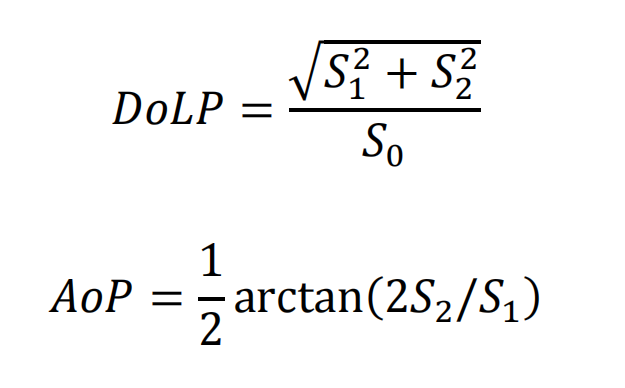 DoLP = √(S₁² + S₂²) / S₀
AoP = 1/2 arctan(2S₂/S₁)